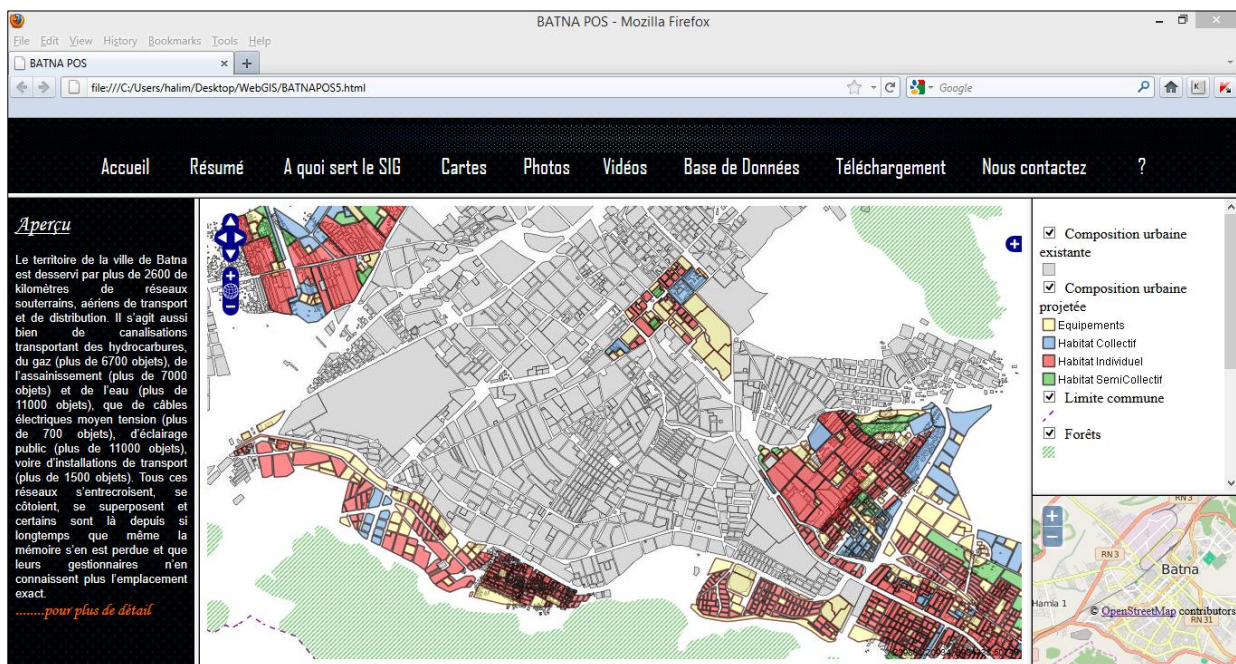 BATNA POS - Mozilla Firefox
File Edit View History Bookmarks Tools Help
BATNA POS
file:///C:/Users/halim/Desktop/WebGIS/BATNAPOS5.html
Google
Accueil Résumé A quoi sert le SIG Cartes Photos Vidéos Base de Données Téléchargement Nous contactez ?
Aperçu
Le territoire de la ville de Batna
est desservi par plus de 2600 de
kilomètres de réseaux
souterrains, aériens de transport
et de distribution. Il s'agit aussi
bien de canalisations
transportant des hydrocarbures,
du gaz (plus de 6700 objets), de
l'assainissement (plus de 7000
objets) et de l'eau (plus de
11000 objets), que de câbles
électriques moyen tension (plus
de 700 objets), d'éclairage
public (plus de 11000 objets),
voire d'installations de transport
(plus de 1500 objets). Tous ces
réseaux s'entrecroisent, se
côtoient, se superposent et
certains sont là depuis si
longtemps que même la
mémoire s'en est perdue et que
leurs gestionnaires n'en
connaissent plus l'emplacement
exact.
........pour plus de détail
Composition urbaine
existante
Composition urbaine
projetée
Equipements
Habitat Collectif
Habitat Individuel
Habitat SemiCollectif
Limite commune
Forêts
RN 3
RN 3
Batna
Hamla 1
© OpenStreetMap contributors
RN 31